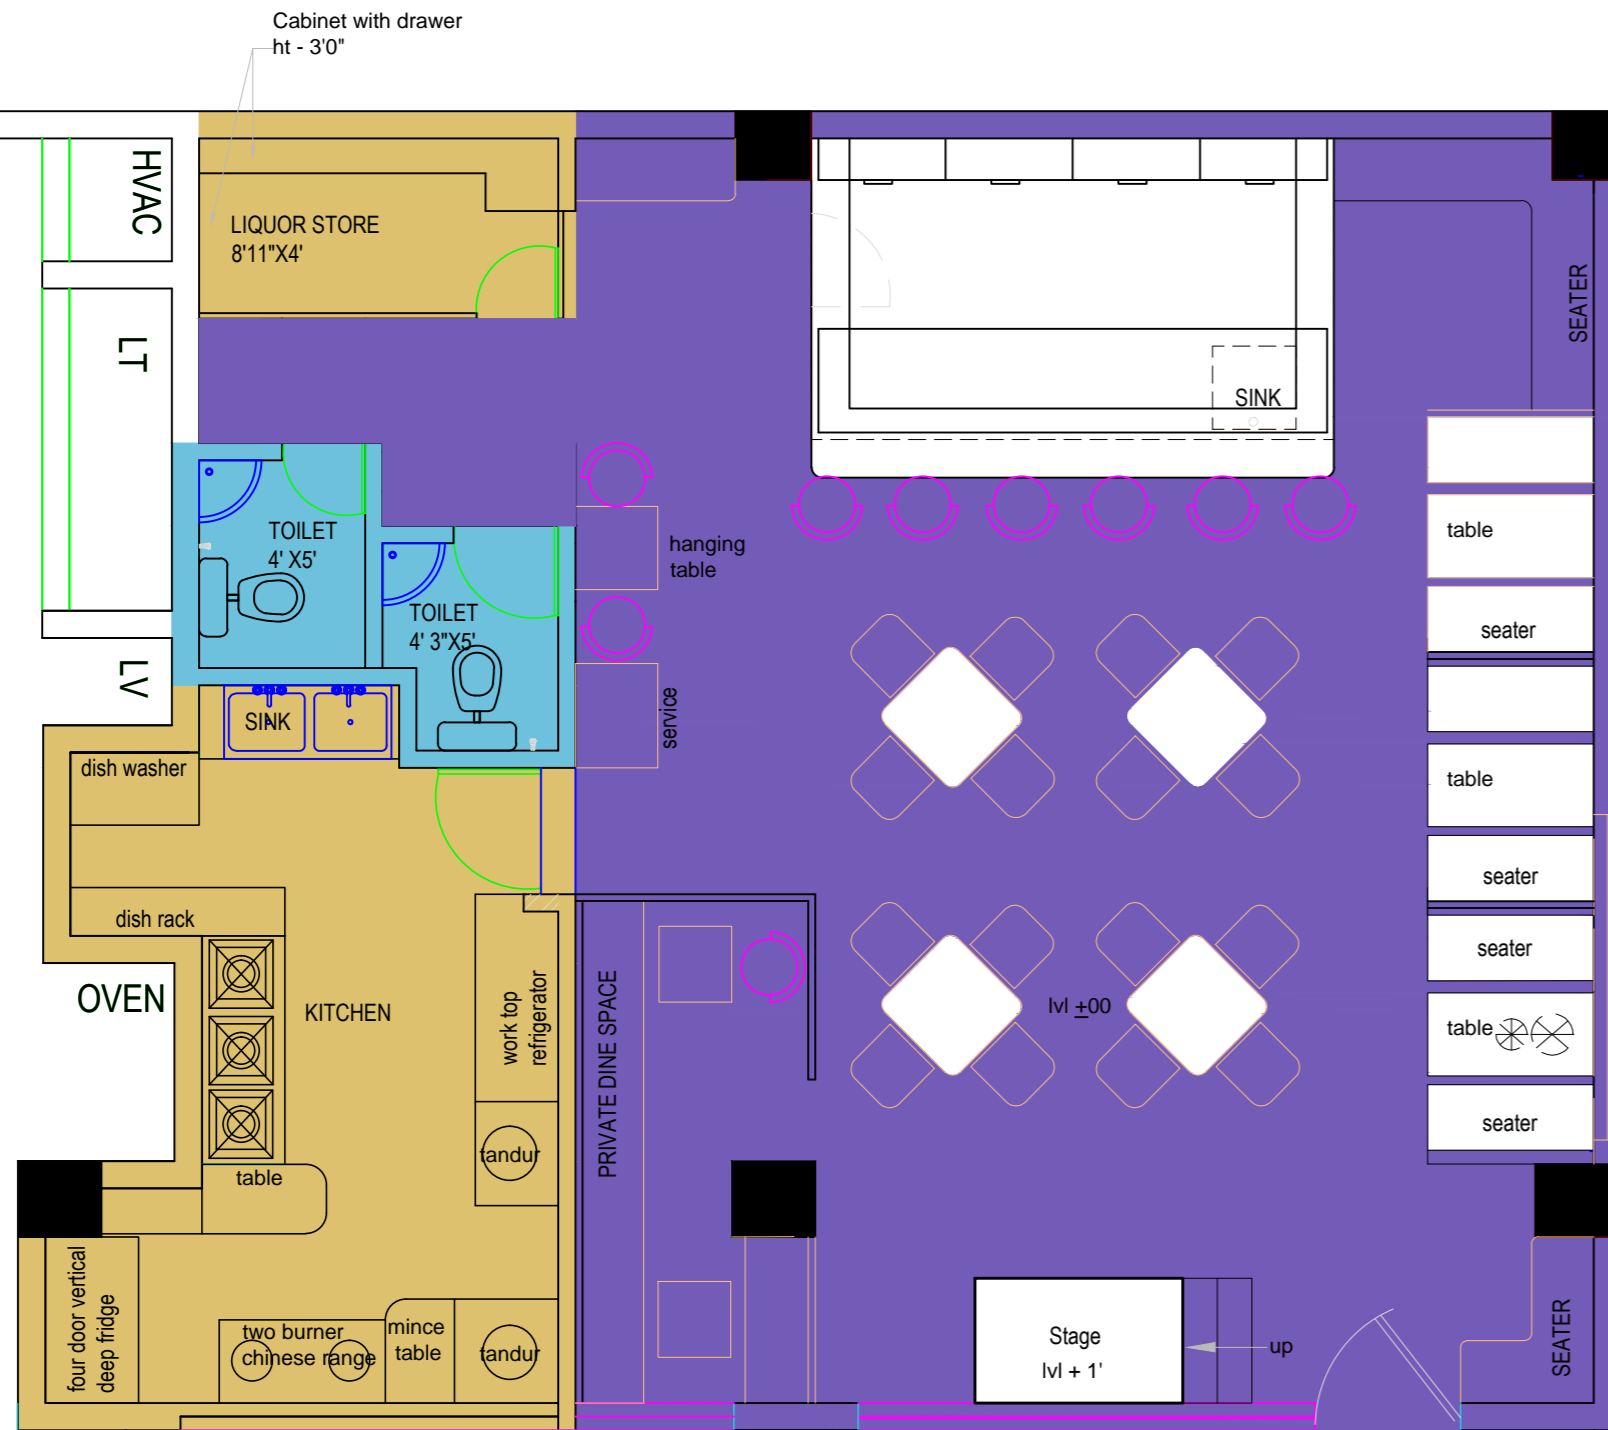 Cabinet with drawer
ht - 3'0"
HVAC
LIQUOR STORE
8'11"X4'
SEATER
LT
SINK
TOILET
4' X5'
hanging
table
table
TOILET
4' 3"X5'
seater
LV
SINK
service
dish washer
table
seater
dish rack
seater
OVEN
KITCHEN
work top
refrigerator
PRIVATE DINE SPACE
lvl ±00
table
seater
tandur
table
four door vertical
deep fridge
two burner
chinese range
mince
table
tandur
Stage
lvl + 1'
up
SEATER